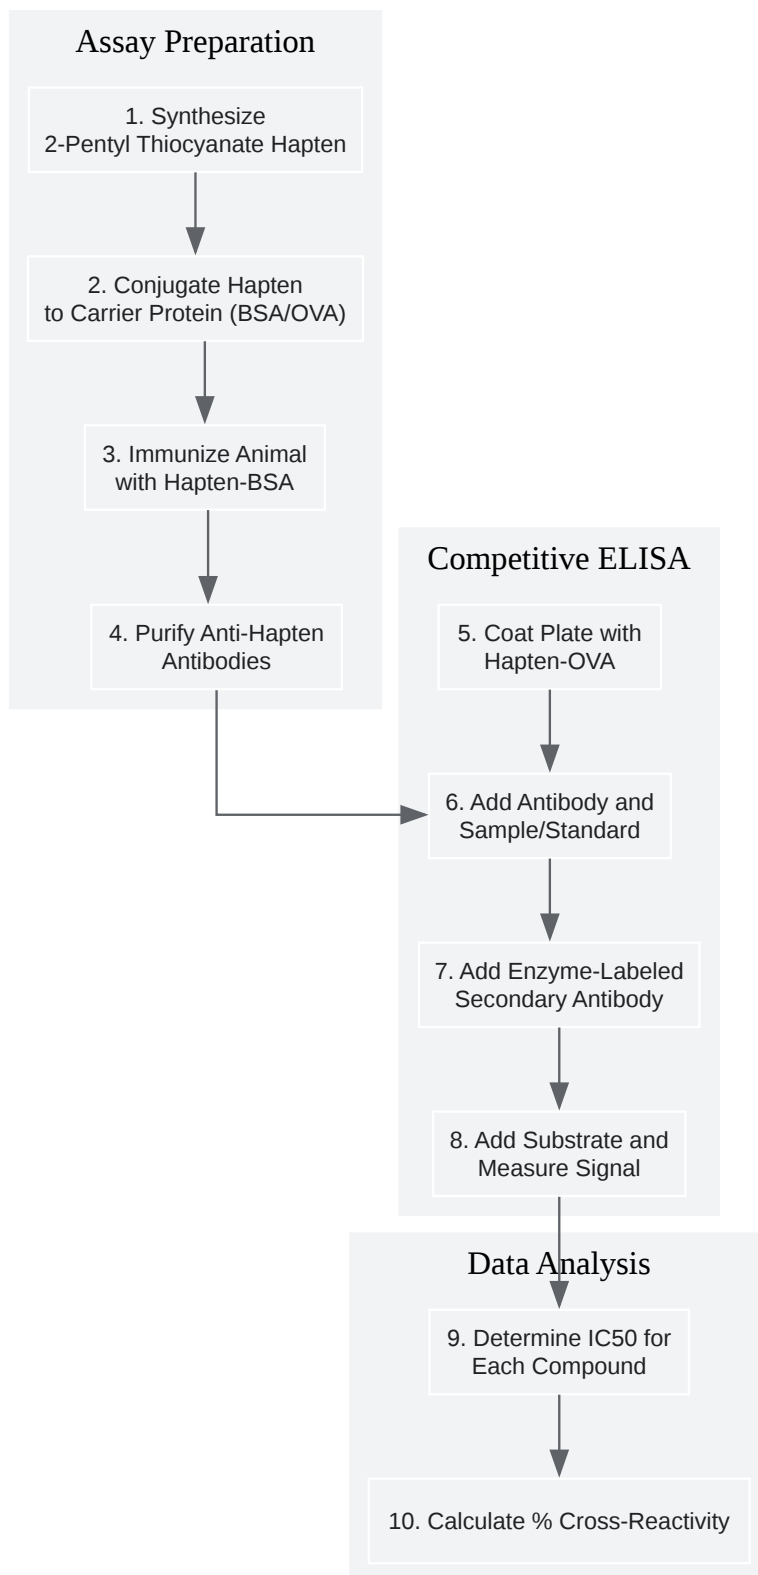 Assay Preparation
1. Synthesize
2-Pentyl Thiocyanate Hapten
2. Conjugate Hapten
to Carrier Protein (BSA/OVA)
3. Immunize Animal
with Hapten-BSA
4. Purify Anti-Hapten
Antibodies
Competitive ELISA
5. Coat Plate with
Hapten-OVA
6. Add Antibody and
Sample/Standard
7. Add Enzyme-Labeled
Secondary Antibody
8. Add Substrate and
Measure Signal
Data Analysis
9. Determine IC50 for
Each Compound
10. Calculate % Cross-Reactivity